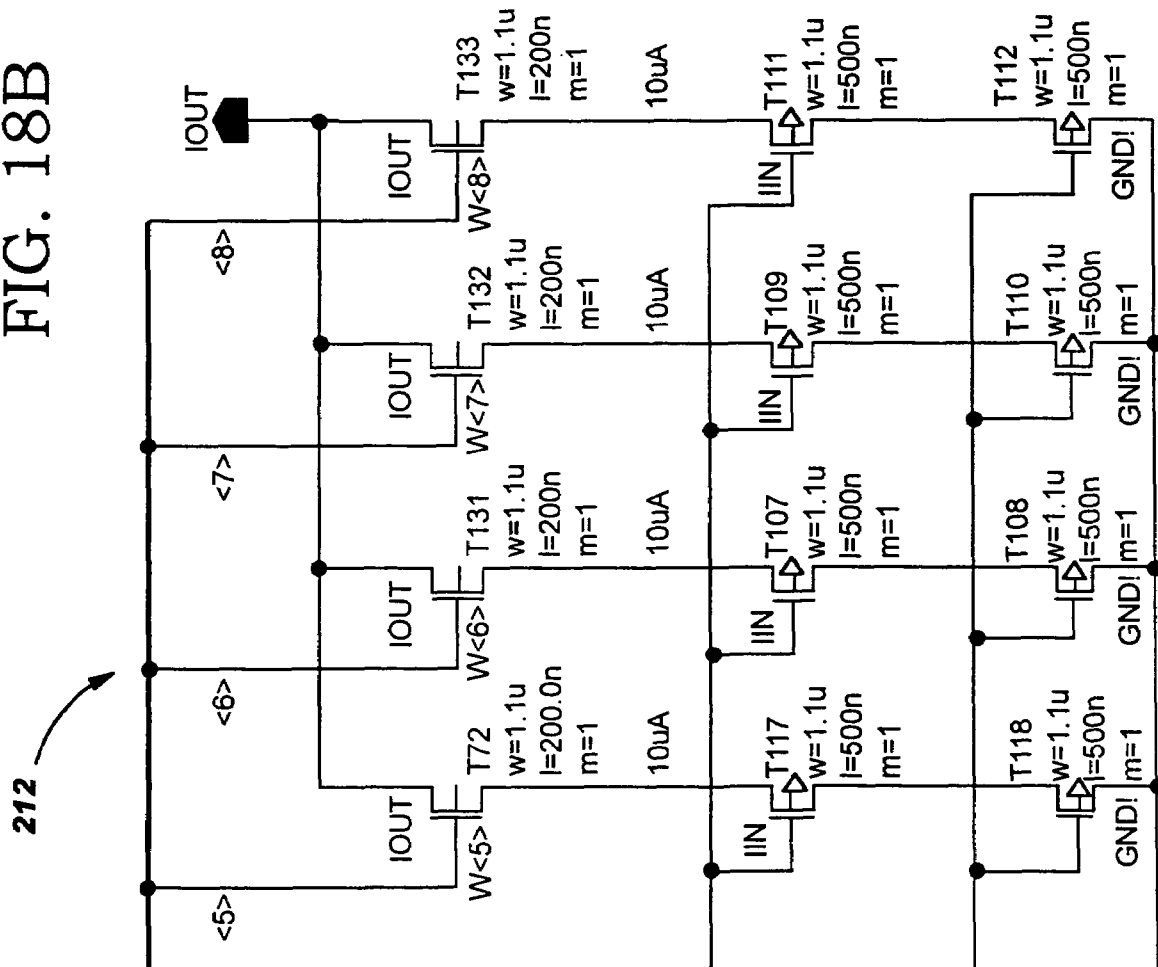 FIG. 18B
212
IOUT
<5>
<6>
<7>
<8>
IOUT
W<5>
T72
w=1.1u
l=200.0n
m=1
10uA
IOUT
W<6>
T131
w=1.1u
l=200n
m=1
10uA
IOUT
W<7>
T132
w=1.1u
l=200n
m=1
10uA
IOUT
W<8>
T133
w=1.1u
l=200n
m=1
10uA
IIN
T117
w=1.1u
l=500n
m=1
IIN
T107
w=1.1u
l=500n
m=1
IIN
T109
w=1.1u
l=500n
m=1
IIN
T111
w=1.1u
l=500n
m=1
T118
w=1.1u
l=500n
m=1
GND!
T108
w=1.1u
l=500n
m=1
GND!
T110
w=1.1u
l=500n
m=1
GND!
T112
w=1.1u
l=500n
m=1
GND!